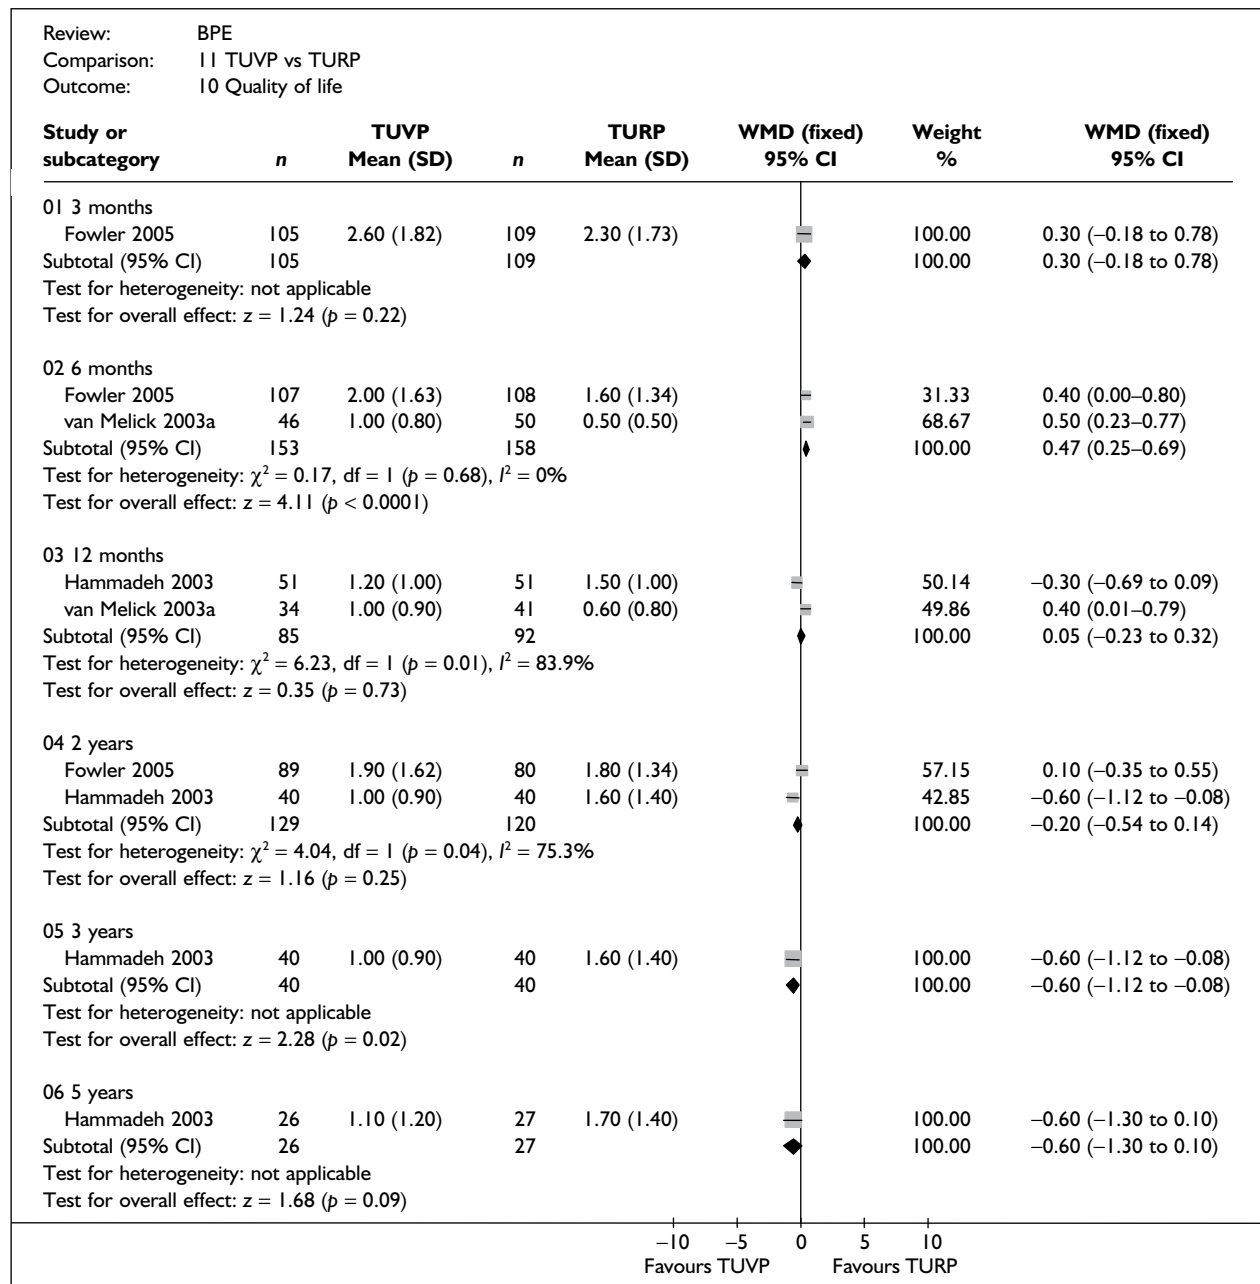 Review: BPE
Comparison: 11 TUVP vs TURP
Outcome: 10 Quality of life
Study or TUVP TURP WMD (fixed) Weight WMD (fixed)
subcategory n Mean (SD) n Mean (SD) 95% CI % 95% CI
01 3 months
Fowler 2005 105 2.60 (1.82) 109 2.30 (1.73) 100.00 0.30 (−0.18 to 0.78)
Subtotal (95% CI) 105 109 100.00 0.30 (−0.18 to 0.78)
Test for heterogeneity: not applicable
Test for overall effect: z = 1.24 (p = 0.22)
02 6 months
Fowler 2005 107 2.00 (1.63) 108 1.60 (1.34) 31.33 0.40 (0.00–0.80)
van Melick 2003a 46 1.00 (0.80) 50 0.50 (0.50) 68.67 0.50 (0.23–0.77)
Subtotal (95% CI) 153 158 100.00 0.47 (0.25–0.69)
Test for heterogeneity: χ² = 0.17, df = 1 (p = 0.68), I² = 0%
Test for overall effect: z = 4.11 (p < 0.0001)
03 12 months
Hammadeh 2003 51 1.20 (1.00) 51 1.50 (1.00) 50.14 −0.30 (−0.69 to 0.09)
van Melick 2003a 34 1.00 (0.90) 41 0.60 (0.80) 49.86 0.40 (0.01–0.79)
Subtotal (95% CI) 85 92 100.00 0.05 (−0.23 to 0.32)
Test for heterogeneity: χ² = 6.23, df = 1 (p = 0.01), I² = 83.9%
Test for overall effect: z = 0.35 (p = 0.73)
04 2 years
Fowler 2005 89 1.90 (1.62) 80 1.80 (1.34) 57.15 0.10 (−0.35 to 0.55)
Hammadeh 2003 40 1.00 (0.90) 40 1.60 (1.40) 42.85 −0.60 (−1.12 to −0.08)
Subtotal (95% CI) 129 120 100.00 −0.20 (−0.54 to 0.14)
Test for heterogeneity: χ² = 4.04, df = 1 (p = 0.04), I² = 75.3%
Test for overall effect: z = 1.16 (p = 0.25)
05 3 years
Hammadeh 2003 40 1.00 (0.90) 40 1.60 (1.40) 100.00 −0.60 (−1.12 to −0.08)
Subtotal (95% CI) 40 40 100.00 −0.60 (−1.12 to −0.08)
Test for heterogeneity: not applicable
Test for overall effect: z = 2.28 (p = 0.02)
06 5 years
Hammadeh 2003 26 1.10 (1.20) 27 1.70 (1.40) 100.00 −0.60 (−1.30 to 0.10)
Subtotal (95% CI) 26 27 100.00 −0.60 (−1.30 to 0.10)
Test for heterogeneity: not applicable
Test for overall effect: z = 1.68 (p = 0.09)
−10 −5 0 5 10
Favours TUVP Favours TURP